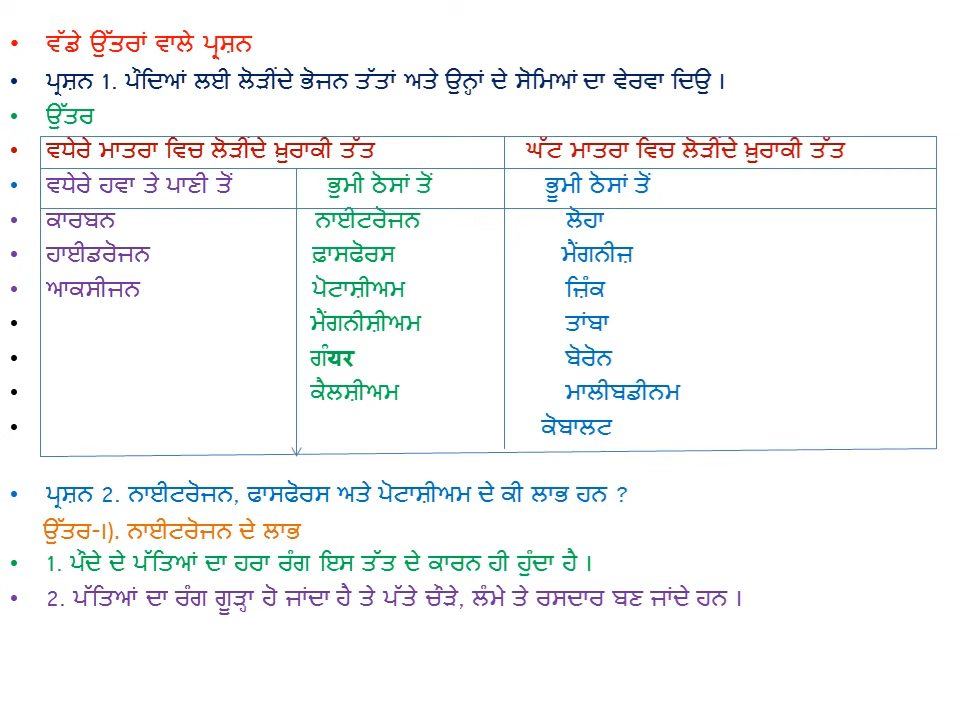 • ਵੱਡੇ ਉੱਤਰਾਂ ਵਾਲੇ ਪ੍ਰਸ਼ਨ
• ਪ੍ਰਸ਼ਨ 1. ਪੌਦਿਆਂ ਲਈ ਲੋੜੀਂਦੇ ਭੋਜਨ ਤੱਤਾਂ ਅਤੇ ਉਨ੍ਹਾਂ ਦੇ ਸੋਮਿਆਂ ਦਾ ਵੇਰਵਾ ਦਿਉ ।
• ਉੱਤਰ
• ਵਧੇਰੇ ਮਾਤਰਾ ਵਿਚ ਲੋੜੀਂਦੇ ਖ਼ੁਰਾਕੀ ਤੱਤ ਘੱਟ ਮਾਤਰਾ ਵਿਚ ਲੋੜੀਂਦੇ ਖ਼ੁਰਾਕੀ ਤੱਤ
• ਵਧੇਰੇ ਹਵਾ ਤੇ ਪਾਣੀ ਤੋਂ ਭੁਮੀ ਠੋਸਾਂ ਤੋਂ ਭੂਮੀ ਠੋਸਾਂ ਤੋਂ
• ਕਾਰਬਨ ਨਾਈਟਰੋਜਨ ਲੋਹਾ
• ਹਾਈਡਰੋਜਨ ਫ਼ਾਸਫੋਰਸ ਮੈਂਗਨੀਜ਼
• ਆਕਸੀਜਨ ਪੋਟਾਸ਼ੀਅਮ ਜ਼ਿੰਕ
• ਮੈਂਗਨੀਸ਼ੀਅਮ ਤਾਂਬਾ
• ਗੰਧਰ ਬੋਰੋਨ
• ਕੈਲਸ਼ੀਅਮ ਮਾਲੀਬਡੀਨਮ
• ਕੋਬਾਲਟ
• ਪ੍ਰਸ਼ਨ 2. ਨਾਈਟਰੋਜਨ, ਫਾਸਫੋਰਸ ਅਤੇ ਪੋਟਾਸ਼ੀਅਮ ਦੇ ਕੀ ਲਾਭ ਹਨ ?
ਉੱਤਰ-।). ਨਾਈਟਰੋਜਨ ਦੇ ਲਾਭ
• 1. ਪੌਦੇ ਦੇ ਪੱਤਿਆਂ ਦਾ ਹਰਾ ਰੰਗ ਇਸ ਤੱਤ ਦੇ ਕਾਰਨ ਹੀ ਹੁੰਦਾ ਹੈ ।
• 2. ਪੱਤਿਆਂ ਦਾ ਰੰਗ ਗੂੜ੍ਹਾ ਹੋ ਜਾਂਦਾ ਹੈ ਤੇ ਪੱਤੇ ਚੌੜੇ, ਲੰਮੇ ਤੇ ਰਸਦਾਰ ਬਣ ਜਾਂਦੇ ਹਨ ।